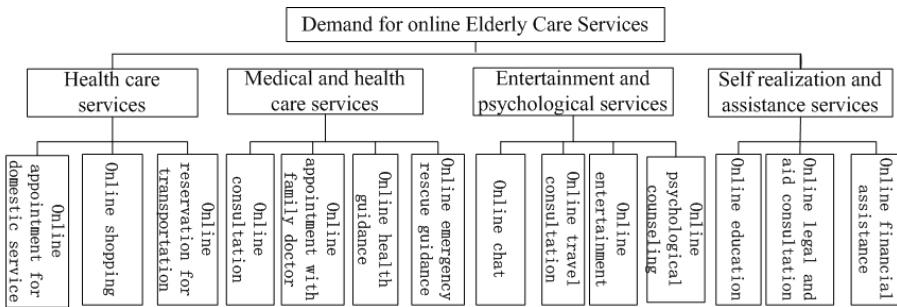 Demand for online Elderly Care Services
Health care
services
Medical and health
care services
Entertainment and
psychological services
Self realization and
assistance services
Online
appointment for
domestic service
Online shopping
Online
reservation for
transportation
Online
consultation
Online
appointment with
family doctor
Online health
guidance
Online emergency
rescue guidance
Online chat
Online travel
consultation
Online
entertainment
Online
psychological
counseling
Online education
Online legal and
aid consultation
Online financial
assistance